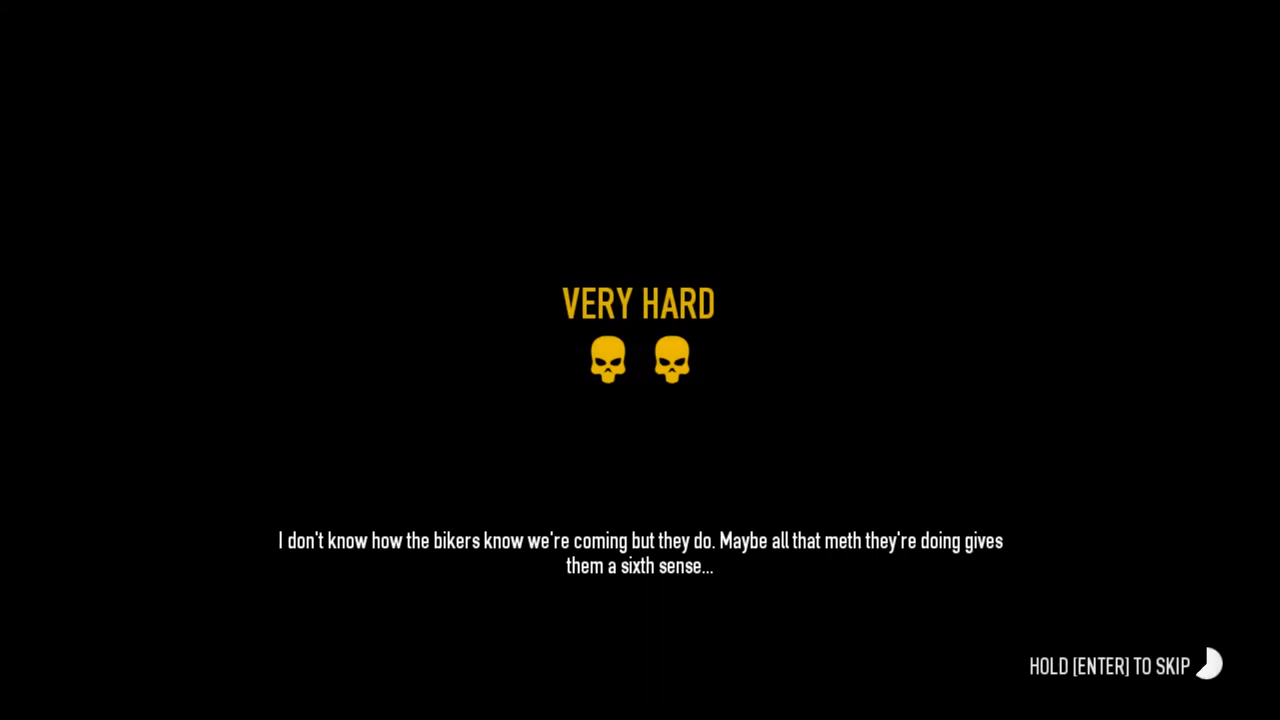 VERY HARD
I don't know how the bikers know we're coming but they do. Maybe all that meth they're doing gives
them a sixth sense...
HOLD [ENTER] TO SKIP